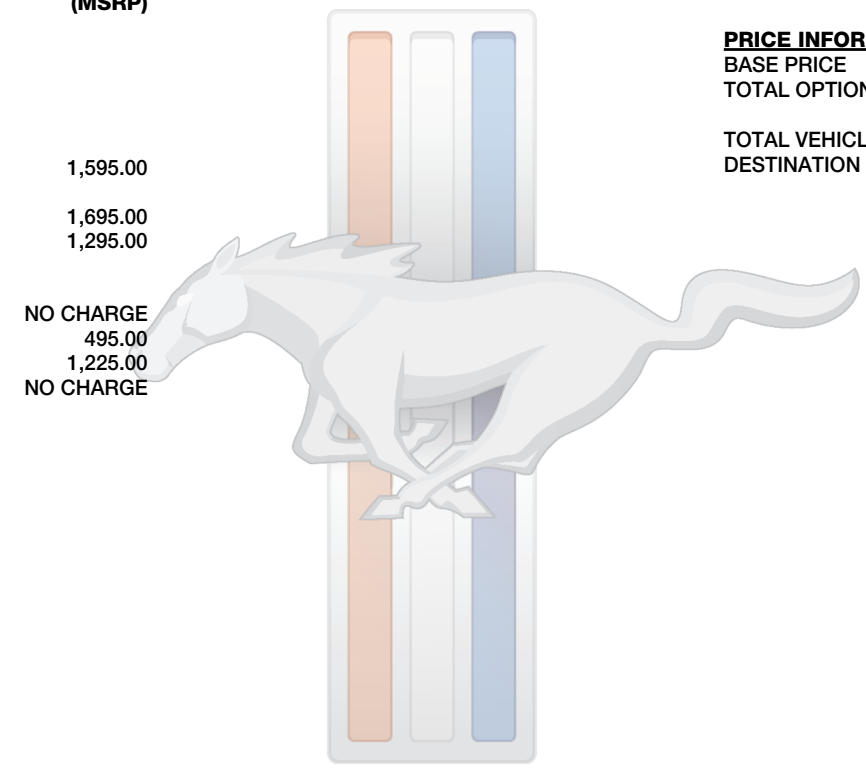 (MSRP)
1,595.00
1,695.00
1,295.00
NO CHARGE
495.00
1,225.00
NO CHARGE
PRICE INFOR
BASE PRICE
TOTAL OPTION
TOTAL VEHICL
DESTINATION